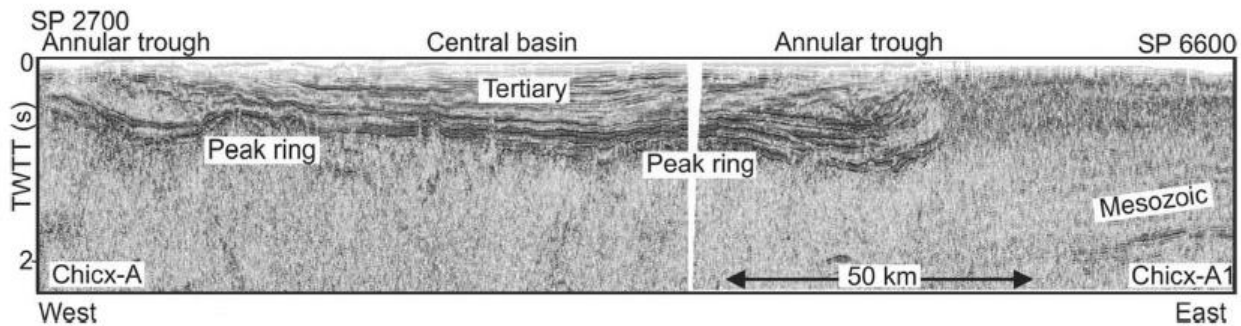 SP 2700
Annular trough Central basin Annular trough SP 6600
0
Tertiary
TWTT (s)
Peak ring Peak ring
Mesozoic
2
Chicx-A 50 km Chicx-A1
West East